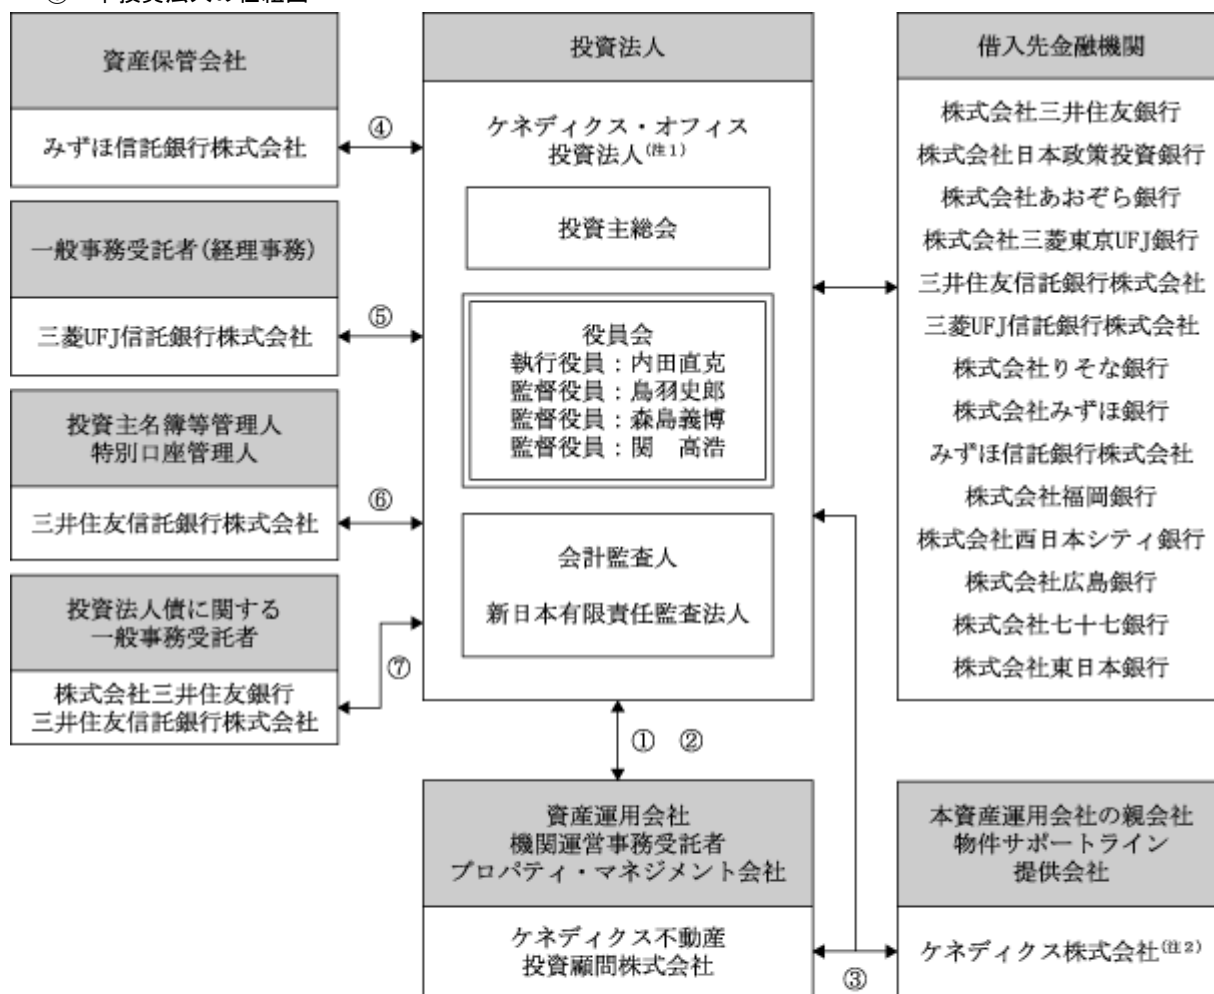 資産保管会社
みずほ信託銀行株式会社
④
一般事務受託者(経理事務)
三菱UFJ信託銀行株式会社
⑤
投資主名簿等管理人
特別口座管理人
三井住友信託銀行株式会社
⑥
投資法人債に関する
一般事務受託者
株式会社三井住友銀行
三井住友信託銀行株式会社
⑦
投資法人
ケネディクス・オフィス
投資法人(注1)
投資主総会
役員会
執行役員：内田直克
監督役員：鳥羽史郎
監督役員：森島義博
監督役員：関　高浩
会計監査人
新日本有限責任監査法人
借入先金融機関
株式会社三井住友銀行
株式会社日本政策投資銀行
株式会社あおぞら銀行
株式会社三菱東京UFJ銀行
三井住友信託銀行株式会社
三菱UFJ信託銀行株式会社
株式会社りそな銀行
株式会社みずほ銀行
みずほ信託銀行株式会社
株式会社福岡銀行
株式会社西日本シティ銀行
株式会社広島銀行
株式会社七十七銀行
株式会社東日本銀行
①　②
資産運用会社
機関運営事務受託者
プロパティ・マネジメント会社
ケネディクス不動産
投資顧問株式会社
③
本資産運用会社の親会社
物件サポートライン
提供会社
ケネディクス株式会社(注2)